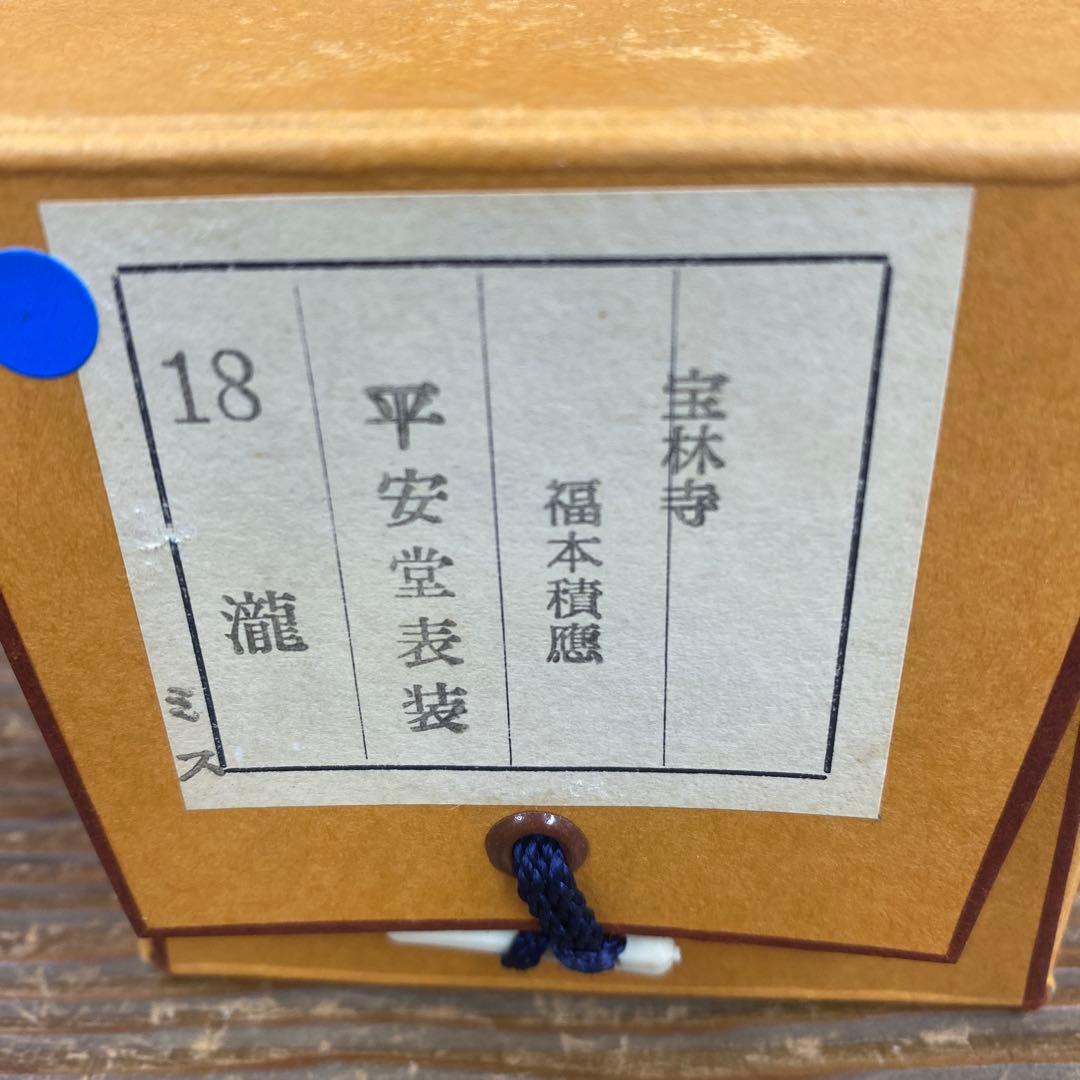 宝林寺
福本積應
平安堂表装
18 瀧
ミス